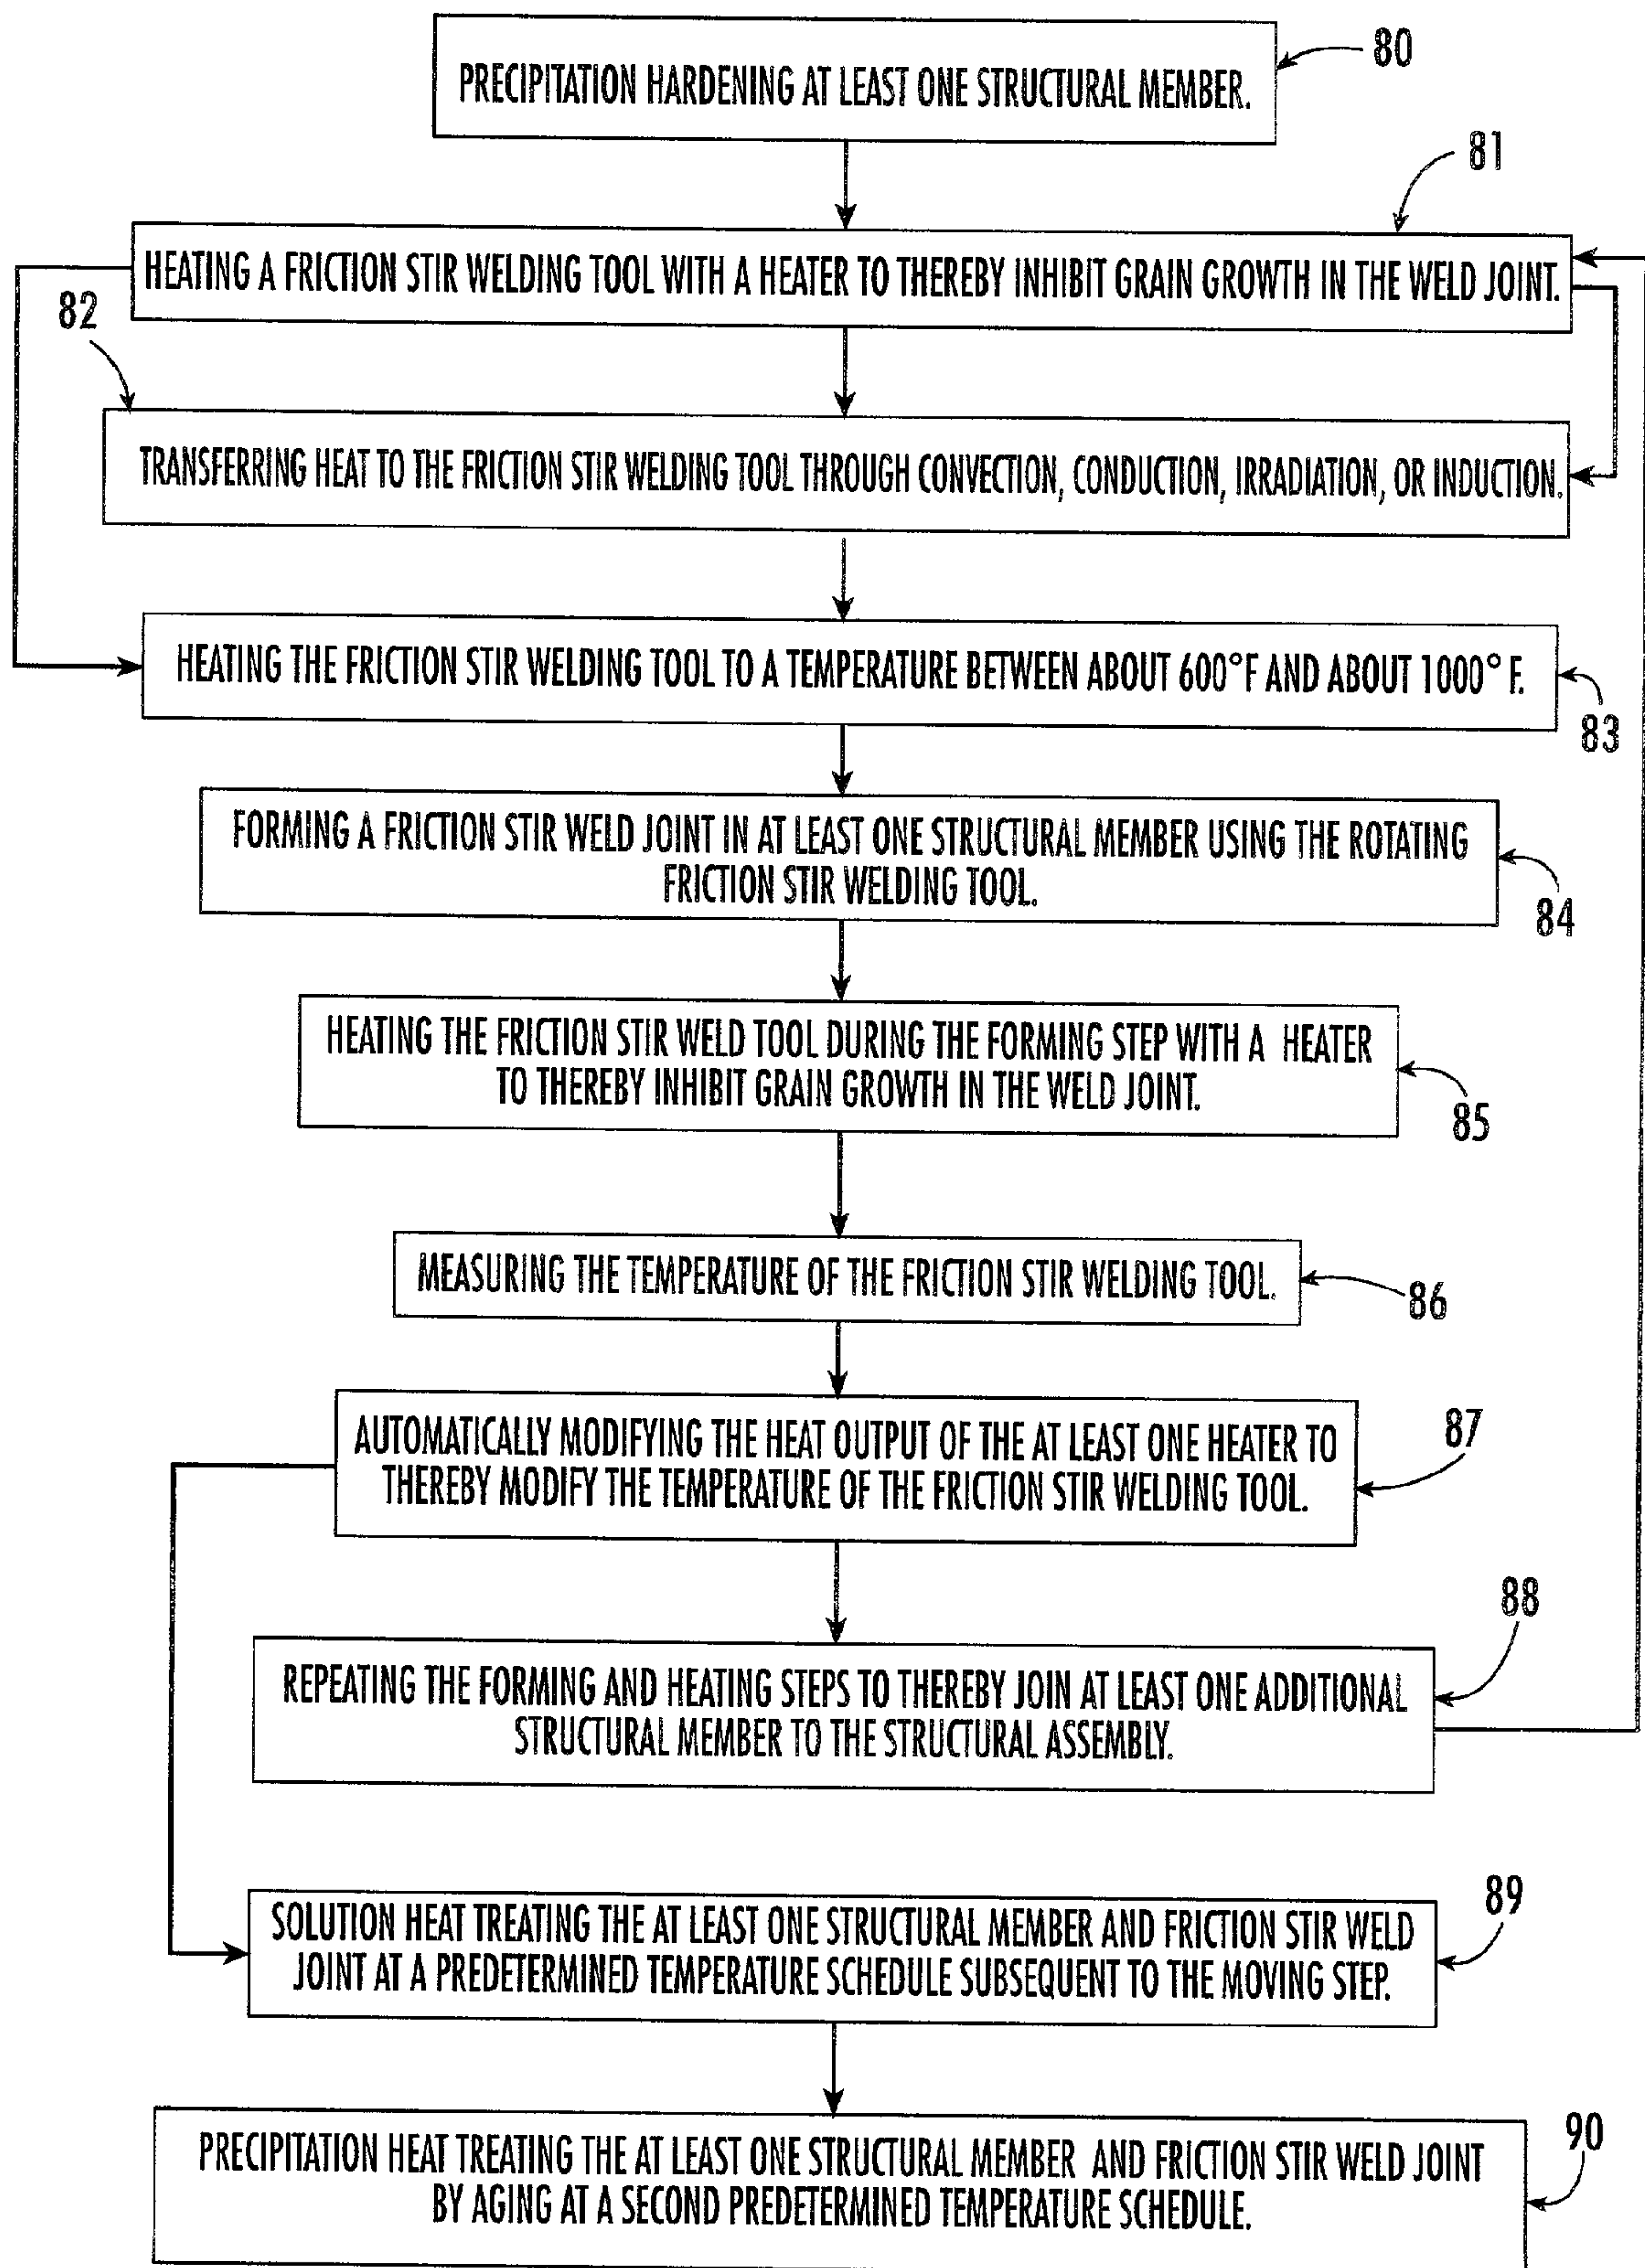 80
PRECIPITATION HARDENING AT LEAST ONE STRUCTURAL MEMBER.
81
HEATING A FRICTION STIR WELDING TOOL WITH A HEATER TO THEREBY INHIBIT GRAIN GROWTH IN THE WELD JOINT.
82
TRANSFERRING HEAT TO THE FRICTION STIR WELDING TOOL THROUGH CONVECTION, CONDUCTION, IRRADIATION, OR INDUCTION.
HEATING THE FRICTION STIR WELDING TOOL TO A TEMPERATURE BETWEEN ABOUT 600°F AND ABOUT 1000° F.
83
FORMING A FRICTION STIR WELD JOINT IN AT LEAST ONE STRUCTURAL MEMBER USING THE ROTATING
FRICTION STIR WELDING TOOL.
84
HEATING THE FRICTION STIR WELD TOOL DURING THE FORMING STEP WITH A HEATER
TO THEREBY INHIBIT GRAIN GROWTH IN THE WELD JOINT.
85
MEASURING THE TEMPERATURE OF THE FRICTION STIR WELDING TOOL.
86
AUTOMATICALLY MODIFYING THE HEAT OUTPUT OF THE AT LEAST ONE HEATER TO
THEREBY MODIFY THE TEMPERATURE OF THE FRICTION STIR WELDING TOOL.
87
88
REPEATING THE FORMING AND HEATING STEPS TO THEREBY JOIN AT LEAST ONE ADDITIONAL
STRUCTURAL MEMBER TO THE STRUCTURAL ASSEMBLY.
89
SOLUTION HEAT TREATING THE AT LEAST ONE STRUCTURAL MEMBER AND FRICTION STIR WELD
JOINT AT A PREDETERMINED TEMPERATURE SCHEDULE SUBSEQUENT TO THE MOVING STEP.
90
PRECIPITATION HEAT TREATING THE AT LEAST ONE STRUCTURAL MEMBER AND FRICTION STIR WELD JOINT
BY AGING AT A SECOND PREDETERMINED TEMPERATURE SCHEDULE.